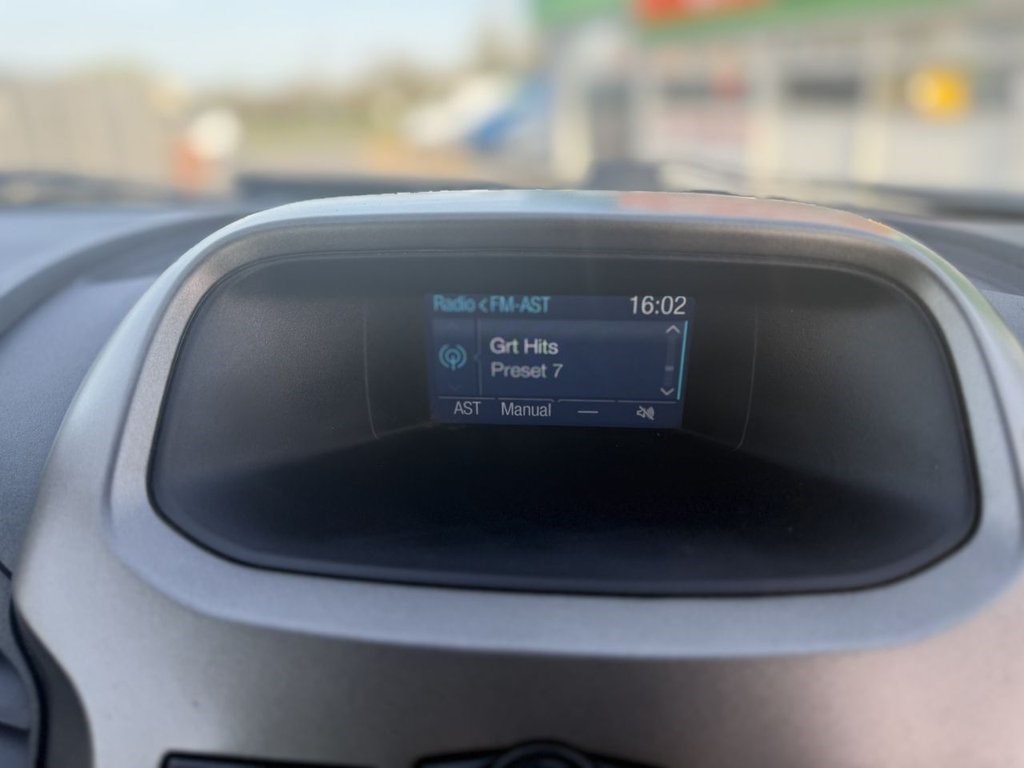 Radio < FM-AST 16:02
Grt Hits
Preset 7
AST Manual —